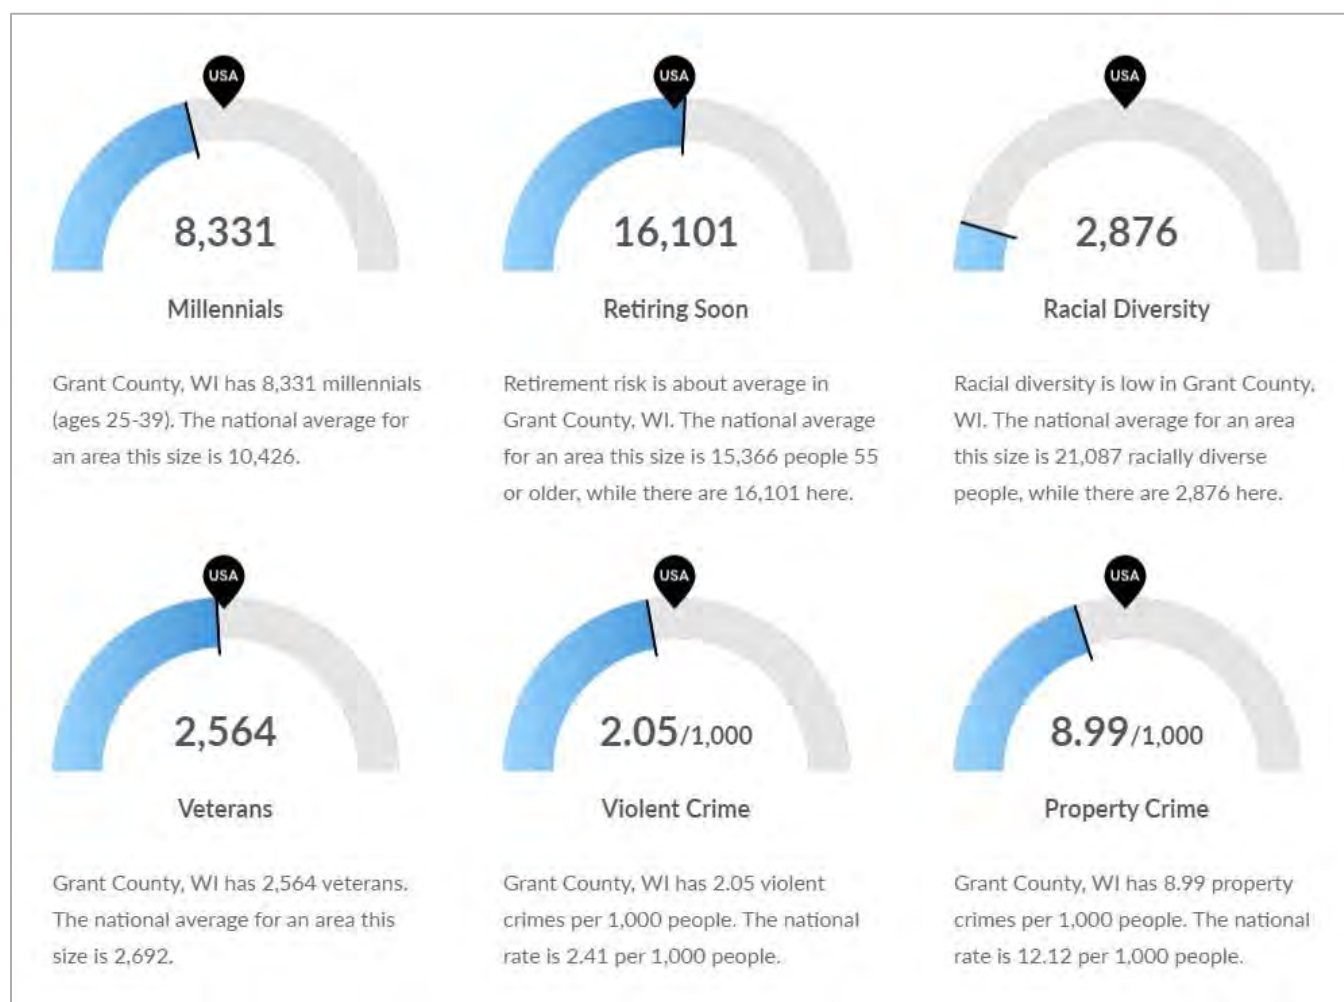 USA
8,331
Millennials
Grant County, WI has 8,331 millennials
(ages 25-39). The national average for
an area this size is 10,426.
USA
16,101
Retiring Soon
Retirement risk is about average in
Grant County, WI. The national average
for an area this size is 15,366 people 55
or older, while there are 16,101 here.
USA
2,876
Racial Diversity
Racial diversity is low in Grant County,
WI. The national average for an area
this size is 21,087 racially diverse
people, while there are 2,876 here.
USA
2,564
Veterans
Grant County, WI has 2,564 veterans.
The national average for an area this
size is 2,692.
USA
2.05/1,000
Violent Crime
Grant County, WI has 2.05 violent
crimes per 1,000 people. The national
rate is 2.41 per 1,000 people.
USA
8.99/1,000
Property Crime
Grant County, WI has 8.99 property
crimes per 1,000 people. The national
rate is 12.12 per 1,000 people.